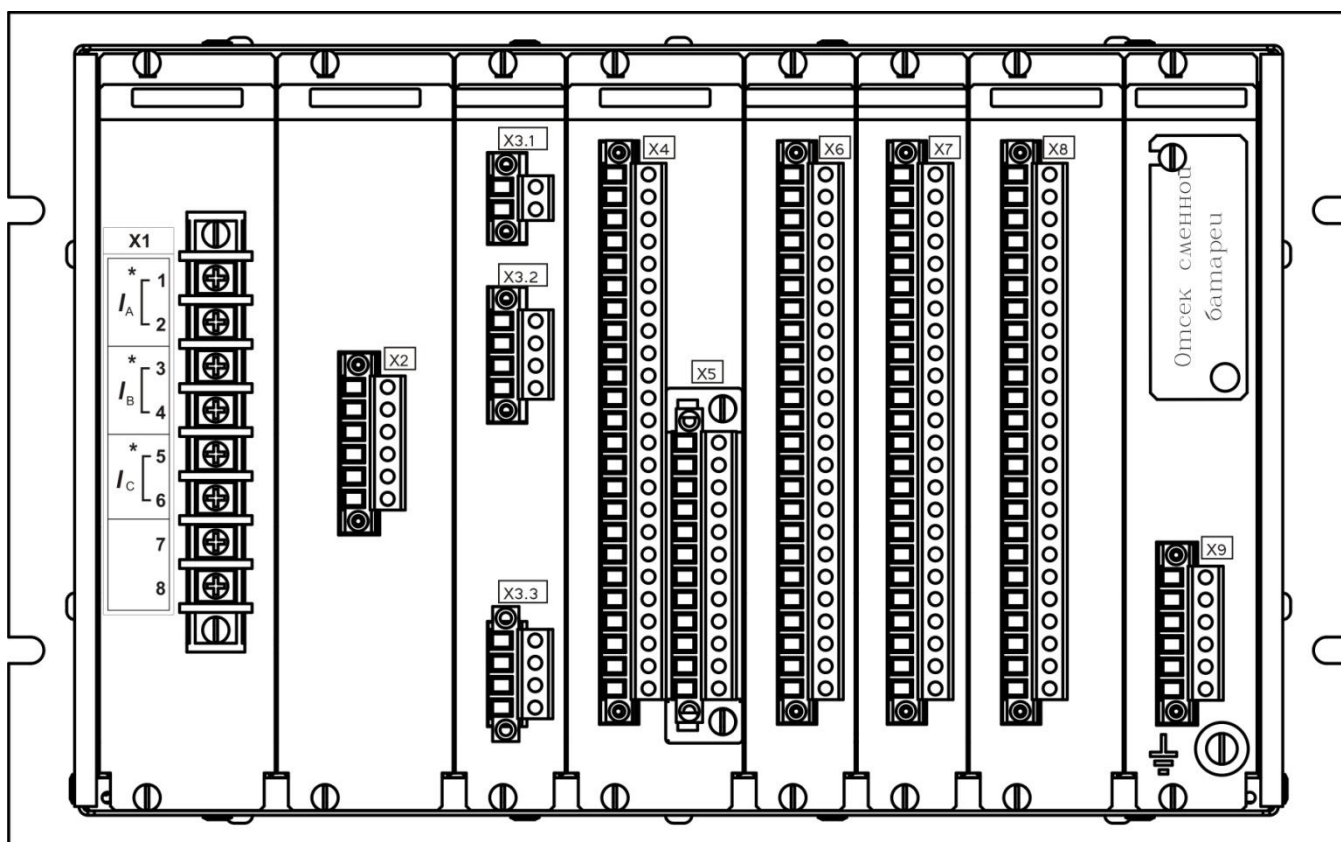 X1
* 1
I A
2
* 3
I B
4
* 5
I C
6
7
8
X2
X3.1
X3.2
X3.3
X4
X5
X6
X7
X8
Отсек сменной
батареи
X9